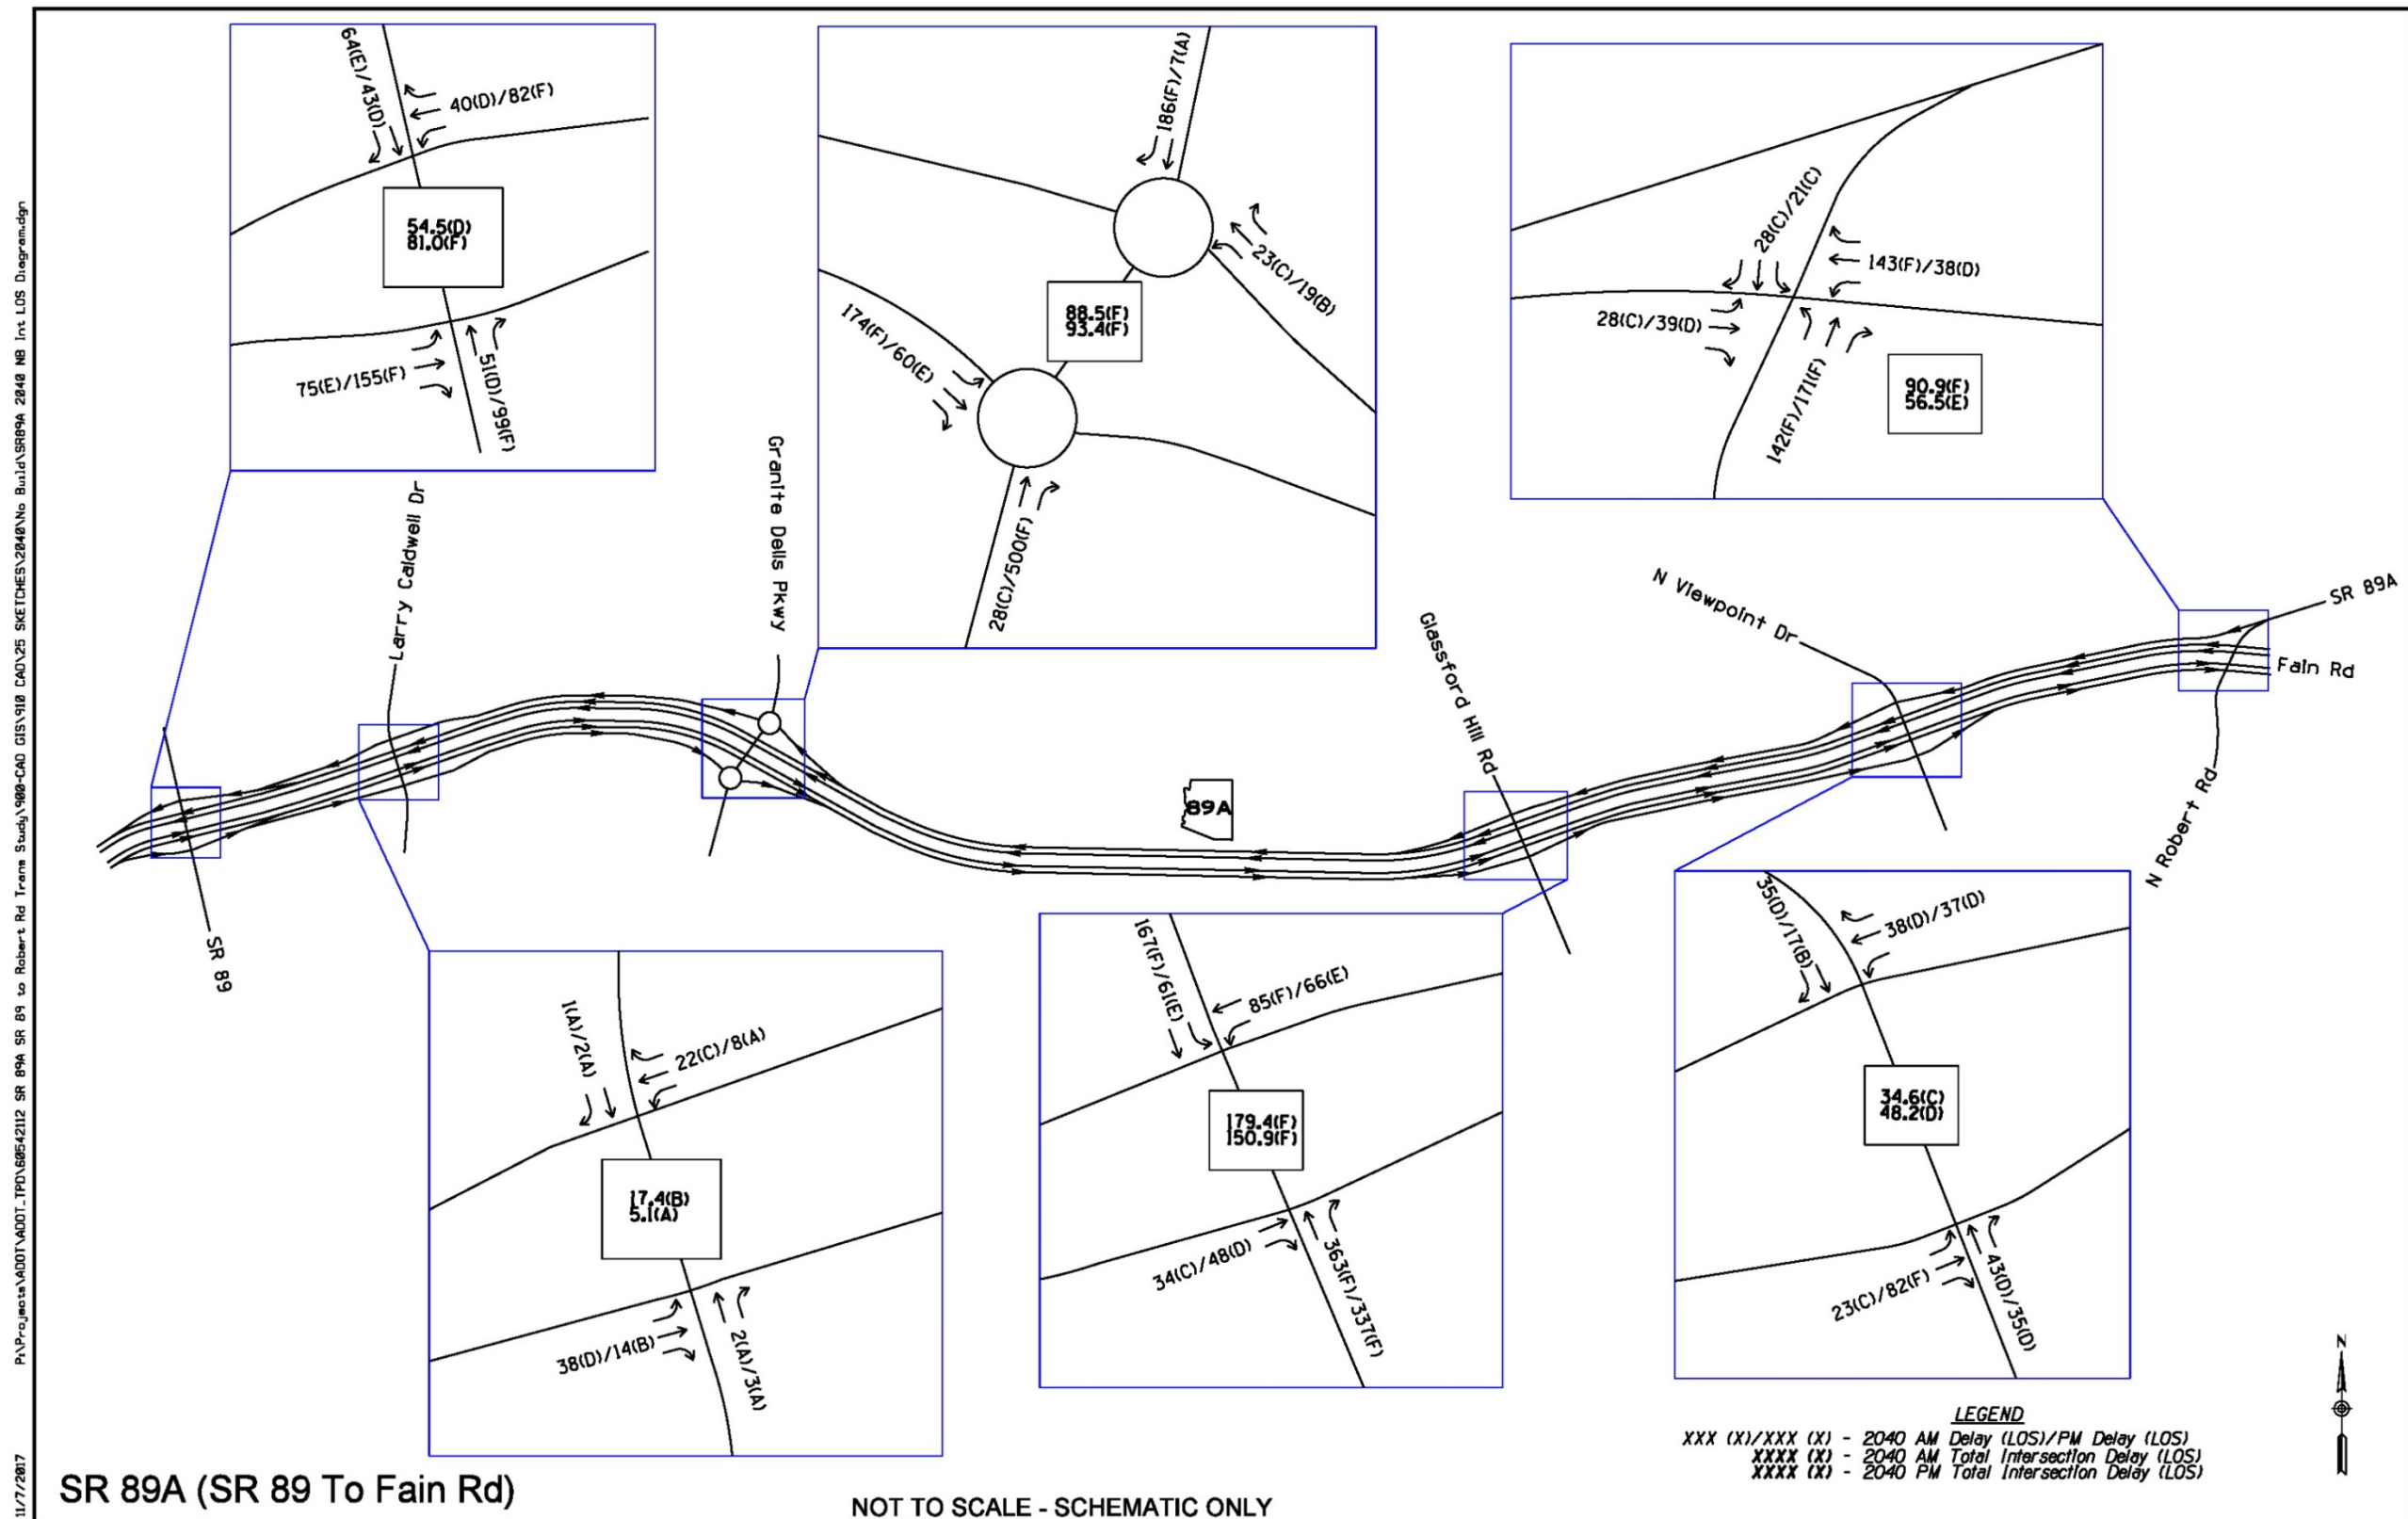 64(E)/43(D)
40(D)/82(F)
54.5(D)
81.0(F)
75(E)/155(F)
51(D)/99(F)
186(F)/7(A)
23(C)/19(B)
88.5(F)
93.4(F)
174(F)/60(E)
28(C)/500(F)
28(C)/21(C)
143(F)/38(D)
28(C)/39(D)
142(F)/171(F)
90.9(F)
56.5(E)
Larry Caldwell Dr
Granite Dells Pkwy
Glassford Hill Rd
N Viewpoint Dr
SR 89A
Fain Rd
N Robert Rd
89A
SR 89
1(A)/2(A)
22(C)/8(A)
17.4(B)
5.1(A)
38(D)/14(B)
2(A)/3(A)
167(F)/61(E)
85(F)/66(E)
179.4(F)
150.9(F)
34(C)/48(D)
363(F)/337(F)
35(D)/17(B)
38(D)/37(D)
34.6(C)
48.2(D)
23(C)/82(F)
43(D)/35(D)
N
LEGEND
XXX (X)/XXX (X) - 2040 AM Delay (LOS)/PM Delay (LOS)
XXXX (X) - 2040 AM Total Intersection Delay (LOS)
XXXX (X) - 2040 PM Total Intersection Delay (LOS)
SR 89A (SR 89 To Fain Rd)
NOT TO SCALE - SCHEMATIC ONLY
11/7/2017
P:\Projects\ADOT\ADOT_TPD\60542112 SR 89A SR 89 to Robert Rd Trans Study\900-CAD GIS\910 CAD\25 SKETCHES\2040\No Build\SR89A 2040 NB Int LOS Diagram.dgn